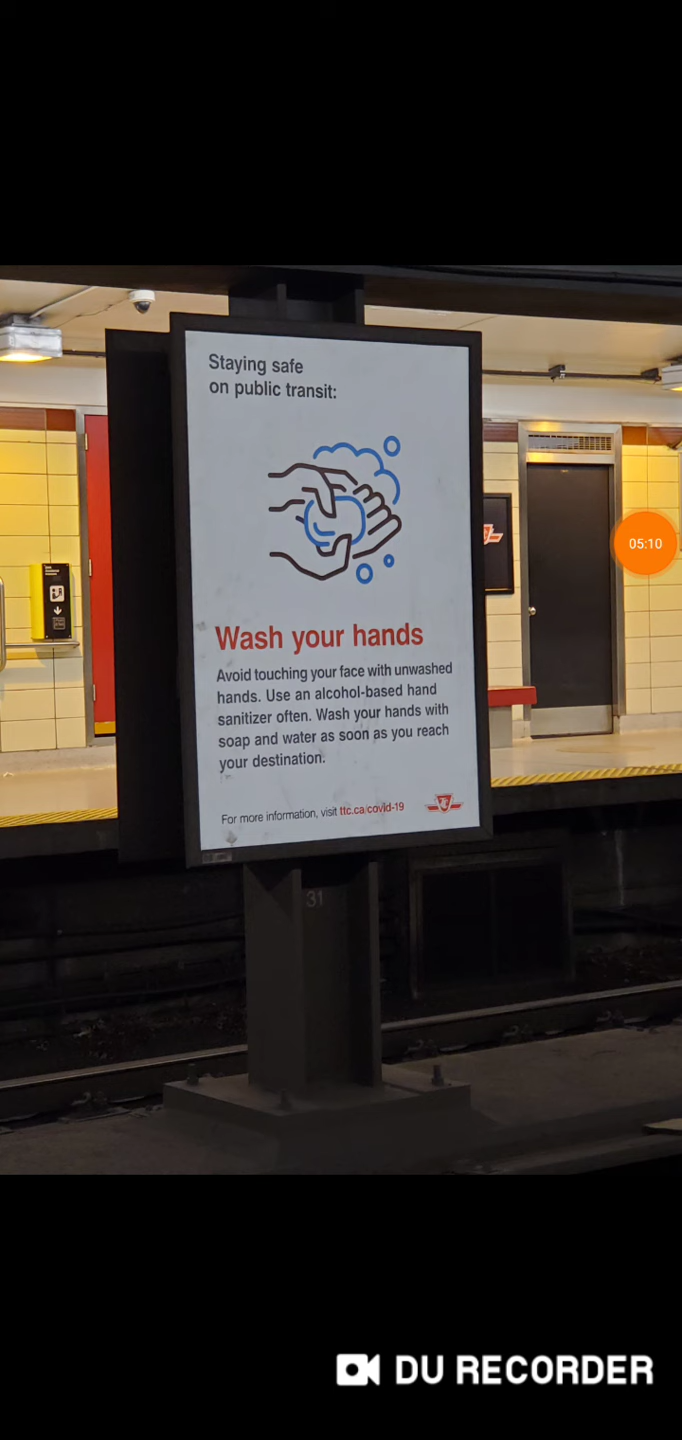 Staying safe
on public transit:
Wash your hands
Avoid touching your face with unwashed
hands. Use an alcohol-based hand
sanitizer often. Wash your hands with
soap and water as soon as you reach
your destination.
For more information, visit ttc.ca/covid-19
31
05:10
DU RECORDER